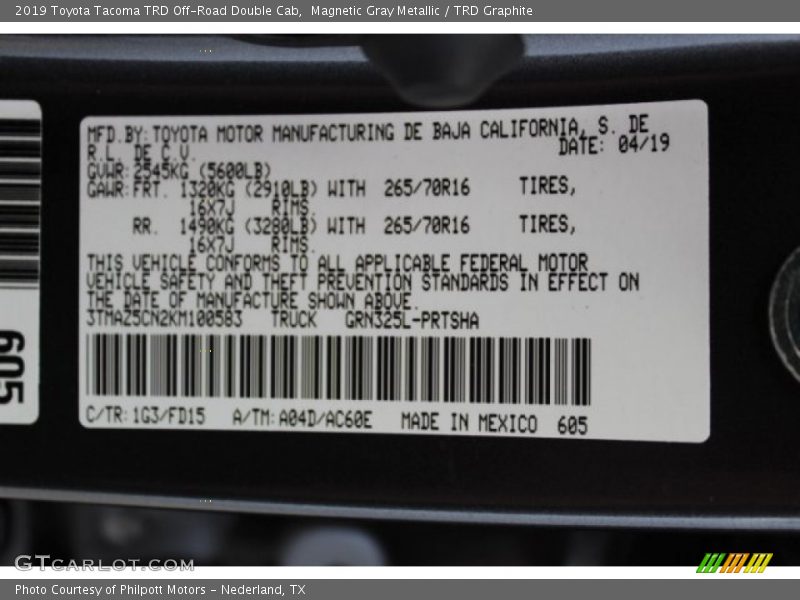 2019 Toyota Tacoma TRD Off-Road Double Cab,  Magnetic Gray Metallic / TRD Graphite
MFD.BY:TOYOTA MOTOR MANUFACTURING DE BAJA CALIFORNIA, S. DE
R.L. DE C.V. DATE: 04/19
GVWR:2545KG (5600LB)
GAWR:FRT. 1320KG (2910LB) WITH 265/70R16 TIRES,
16X7J RIMS.
RR. 1490KG (3280LB) WITH 265/70R16 TIRES,
16X7J RIMS.
THIS VEHICLE CONFORMS TO ALL APPLICABLE FEDERAL MOTOR
VEHICLE SAFETY AND THEFT PREVENTION STANDARDS IN EFFECT ON
THE DATE OF MANUFACTURE SHOWN ABOVE.
3TMAZ5CN2KM100583 TRUCK GRN325L-PRTSHA
C/TR:1G3/FD15 A/TM:A04D/AC60E MADE IN MEXICO 605
605
GTCARLOT.COM
Photo Courtesy of Philpott Motors - Nederland, TX